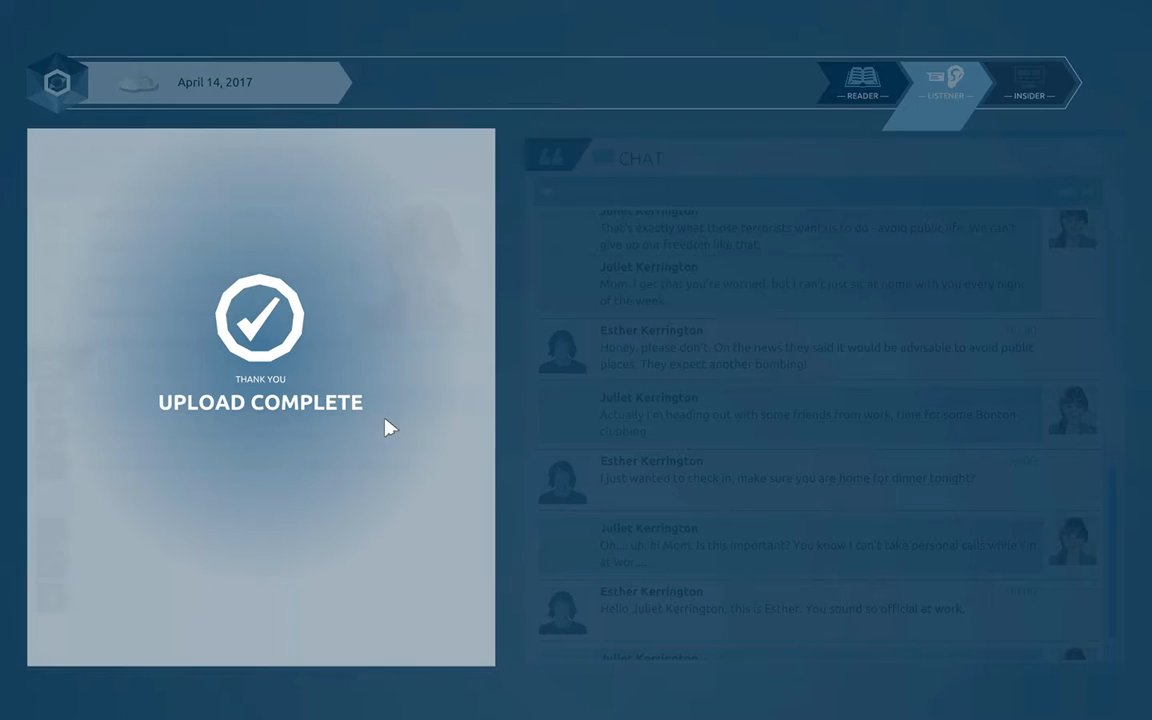 April 14, 2017
— READER —
— LISTENER —
— INSIDER —
THANK YOU
UPLOAD COMPLETE
CHAT
Juliet Kerrington
That's exactly what those terrorists want us to do - avoid public life. We can't
give up our freedom like that.
Juliet Kerrington
Mom, I get that you're worried, but I can't just sit at home with you every night
of the week.
Esther Kerrington
Honey, please don't. On the news they said it would be advisable to avoid public
places. They expect another bombing!
Juliet Kerrington
Actually I'm heading out with some friends from work, time for some Bonton
clubbing.
Esther Kerrington
I just wanted to check in, make sure you are home for dinner tonight?
Juliet Kerrington
Oh.... uh, hi Mom. Is this important? You know I can't take personal calls while I'm
at wor....
Esther Kerrington
Hello Juliet Kerrington, this is Esther. You sound so official at work.
Juliet Kerrington